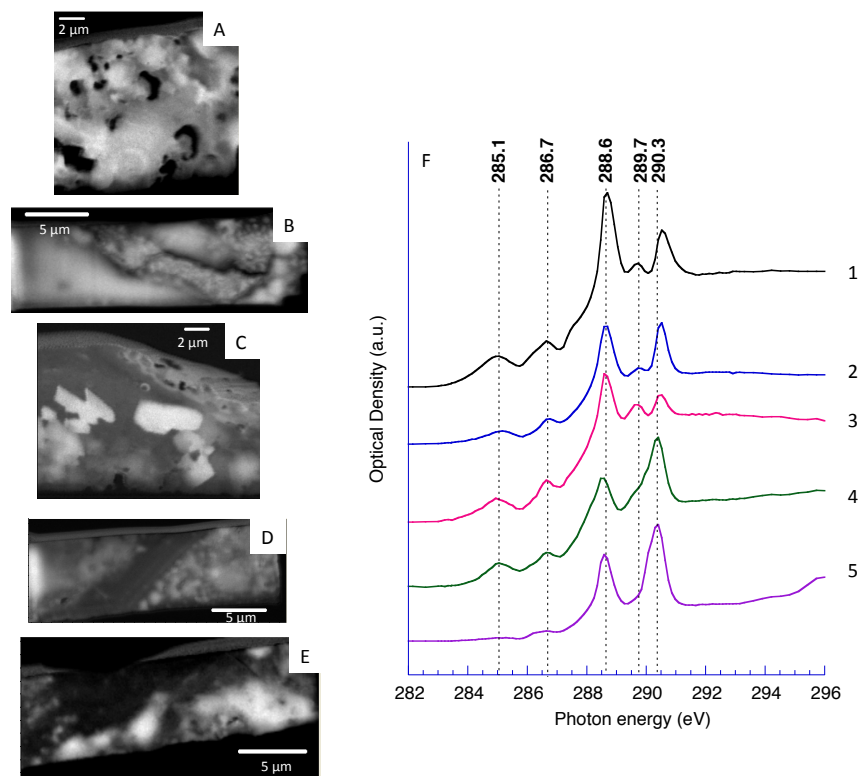 2 µm
A
5 µm
B
2 µm
C
D
5 µm
E
5 µm
F
285.1
286.7
288.6
289.7
290.3
1
2
3
4
5
Optical Density (a.u.)
282 284 286 288 290 292 294 296
Photon energy (eV)